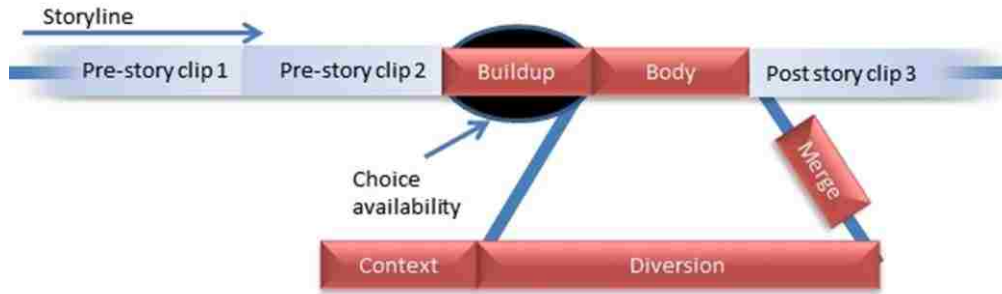 Storyline
Pre-story clip 1
Pre-story clip 2
Buildup
Body
Post story clip 3
Choice
availability
Merge
Context
Diversion